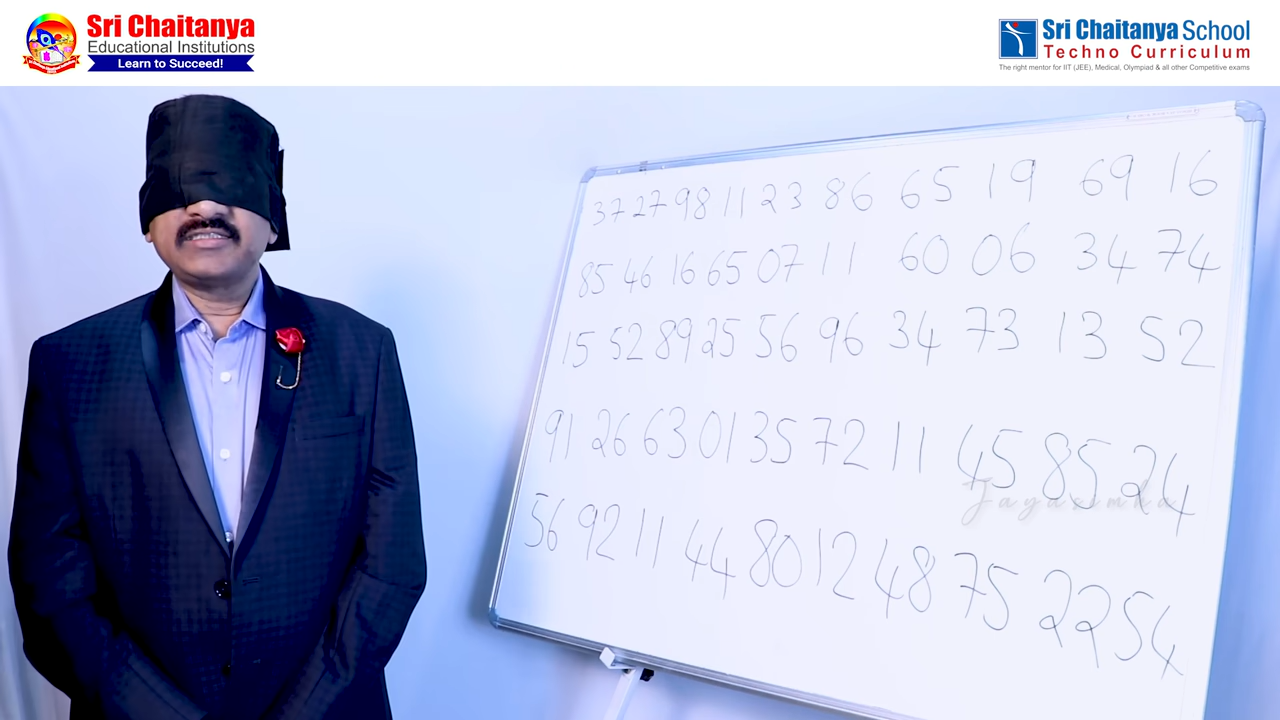 Sri Chaitanya
Educational Institutions
Learn to Succeed!
Sri Chaitanya School
Techno Curriculum
The right mentor for IIT (JEE), Medical, Olympiad & all other Competitive exams
37 27 98 11 23 86 65 19 69 16
85 46 16 65 07 11 60 06 34 74
15 52 89 25 56 96 34 73 13 52
91 26 63 01 35 72 11 45 85 24
Jayasimha
56 92 11 44 80 12 48 75 22 54